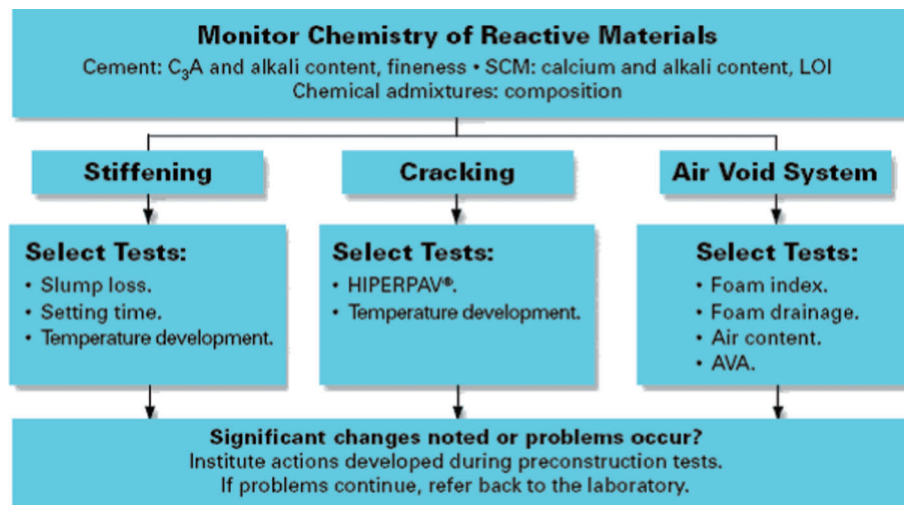 Monitor Chemistry of Reactive Materials
Cement: C₃A and alkali content, fineness • SCM: calcium and alkali content, LOI
Chemical admixtures: composition
Stiffening
Cracking
Air Void System
Select Tests:
• Slump loss.
• Setting time.
• Temperature development.
Select Tests:
• HIPERPAV®.
• Temperature development.
Select Tests:
• Foam index.
• Foam drainage.
• Air content.
• AVA.
Significant changes noted or problems occur?
Institute actions developed during preconstruction tests.
If problems continue, refer back to the laboratory.